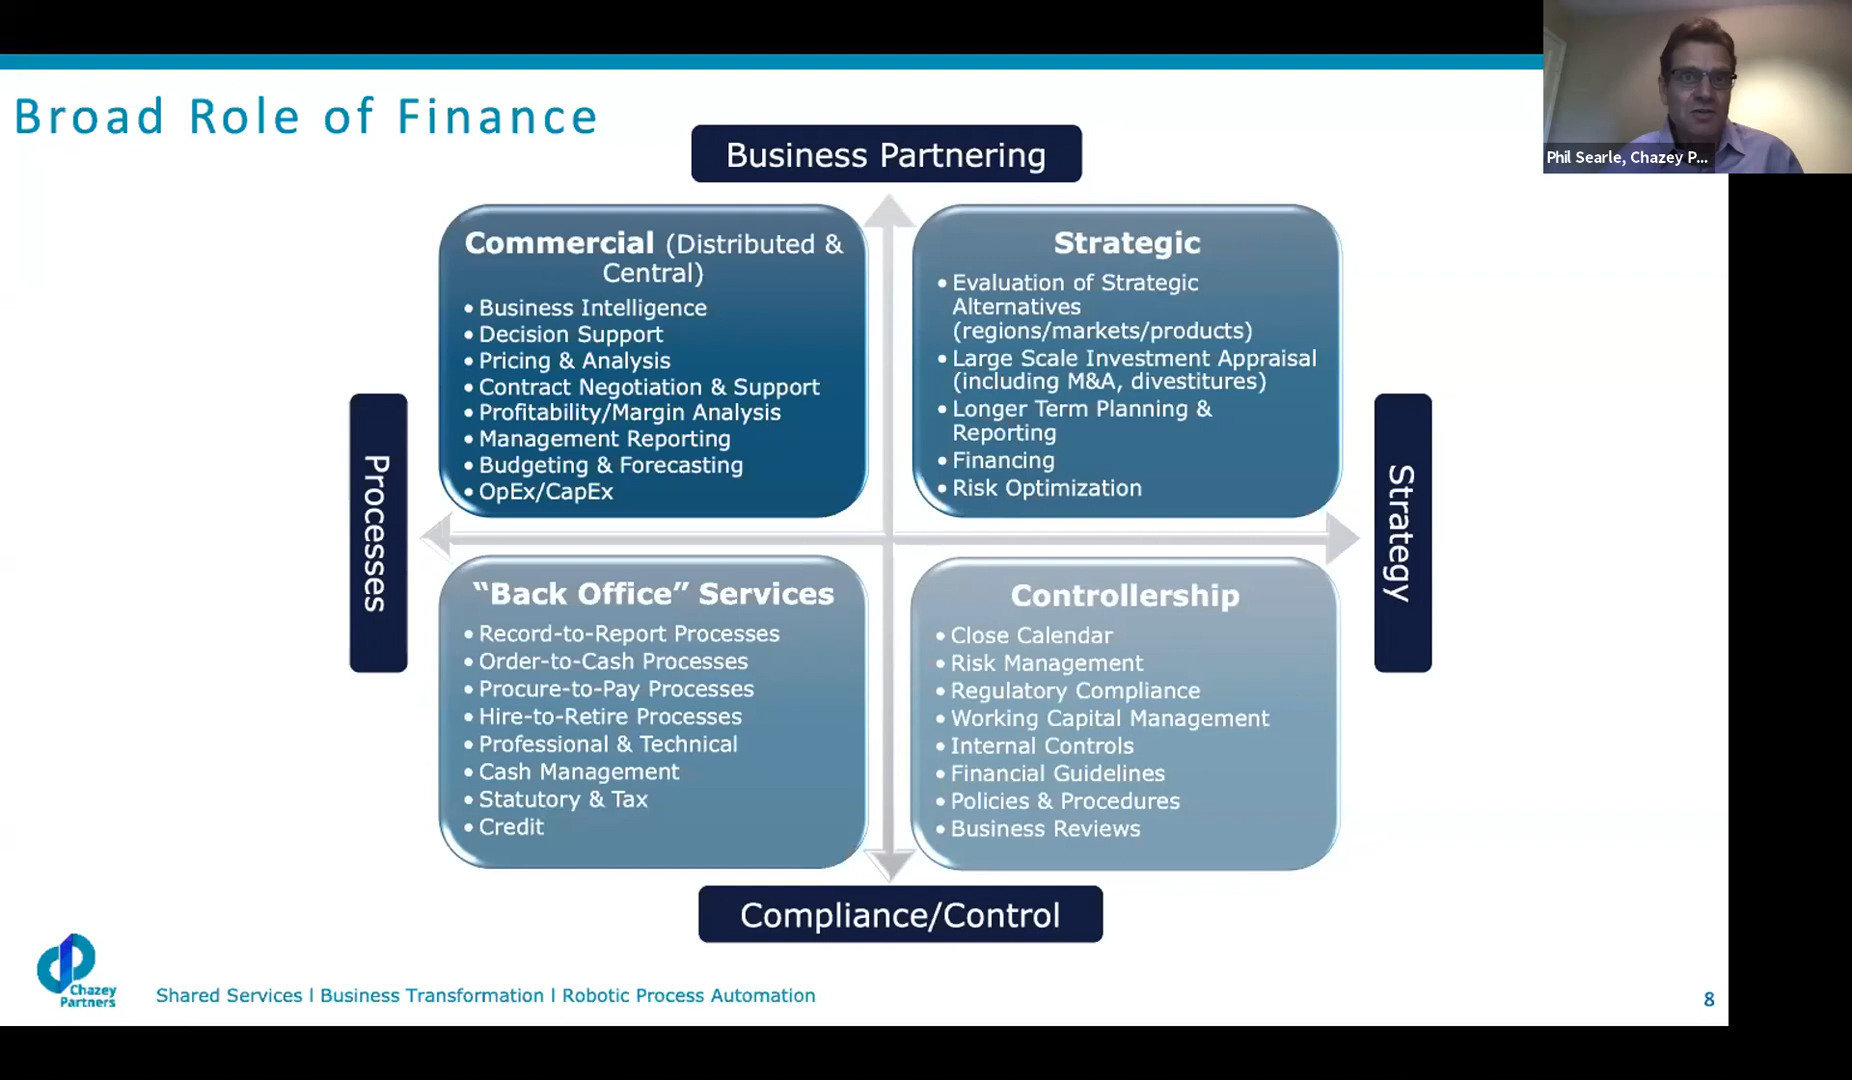 Broad Role of Finance
Phil Searle, Chazey P...
Business Partnering
Commercial (Distributed &
Central)
• Business Intelligence
• Decision Support
• Pricing & Analysis
• Contract Negotiation & Support
• Profitability/Margin Analysis
• Management Reporting
• Budgeting & Forecasting
• OpEx/CapEx
Strategic
• Evaluation of Strategic
Alternatives
(regions/markets/products)
• Large Scale Investment Appraisal
(including M&A, divestitures)
• Longer Term Planning &
Reporting
• Financing
• Risk Optimization
Processes
Strategy
“Back Office” Services
• Record-to-Report Processes
• Order-to-Cash Processes
• Procure-to-Pay Processes
• Hire-to-Retire Processes
• Professional & Technical
• Cash Management
• Statutory & Tax
• Credit
Controllership
• Close Calendar
• Risk Management
• Regulatory Compliance
• Working Capital Management
• Internal Controls
• Financial Guidelines
• Policies & Procedures
• Business Reviews
Compliance/Control
Chazey
Partners
Shared Services l Business Transformation l Robotic Process Automation
8